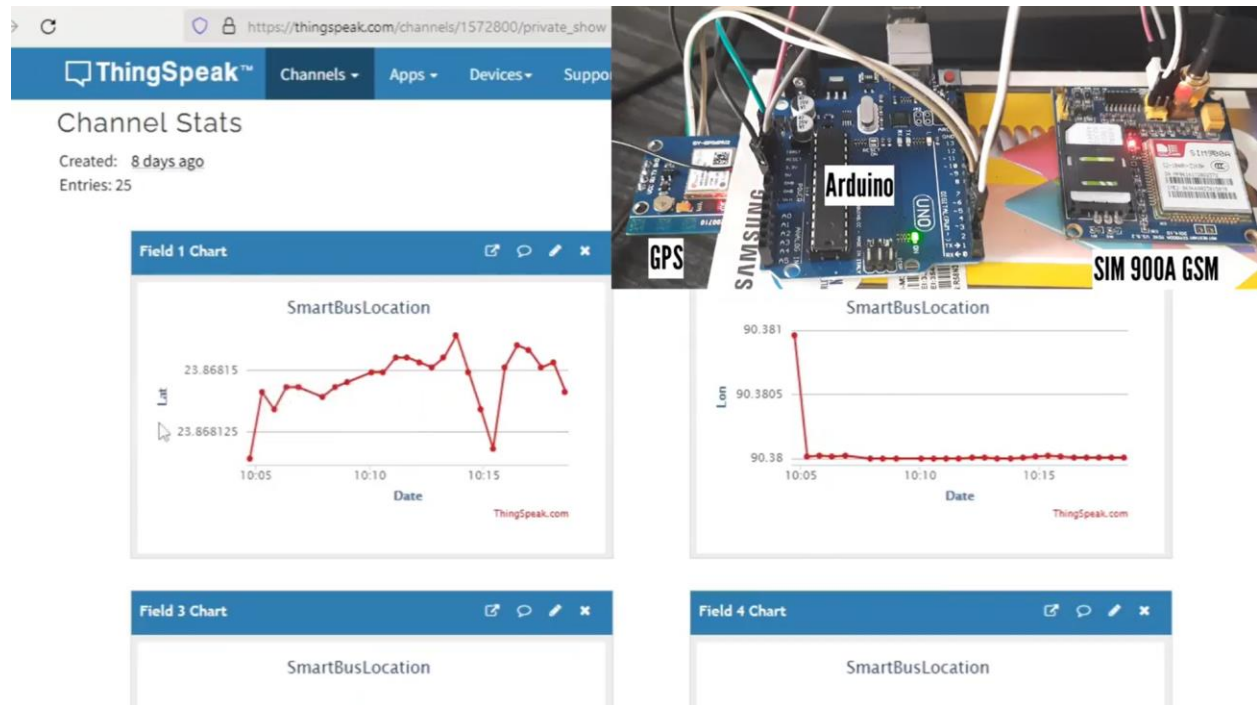 https://thingspeak.com/channels/1572800/private_show
ThingSpeak™ Channels Apps Devices Suppo
Channel Stats
Created: 8 days ago
Entries: 25
Arduino
UNO
GPS
SAMSUNG
SIM900A
SIM 900A GSM
Field 1 Chart
SmartBusLocation
23.86815
Lat
23.868125
10:05 10:10 10:15
Date
ThingSpeak.com
SmartBusLocation
90.381
Lon
90.3805
90.38
10:05 10:10 10:15
Date
ThingSpeak.com
Field 3 Chart
SmartBusLocation
Field 4 Chart
SmartBusLocation